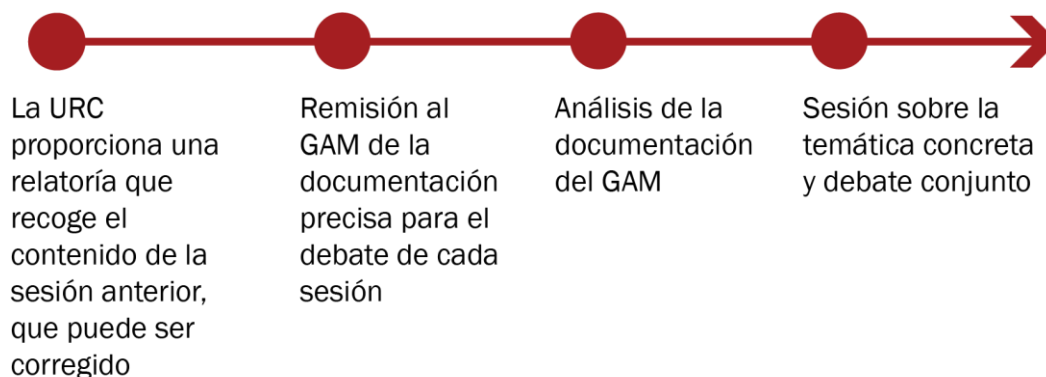 La URC
proporciona una
relatoría que
recoge el
contenido de la
sesión anterior,
que puede ser
corregido
Remisión al
GAM de la
documentación
precisa para el
debate de cada
sesión
Análisis de la
documentación
del GAM
Sesión sobre la
temática concreta
y debate conjunto